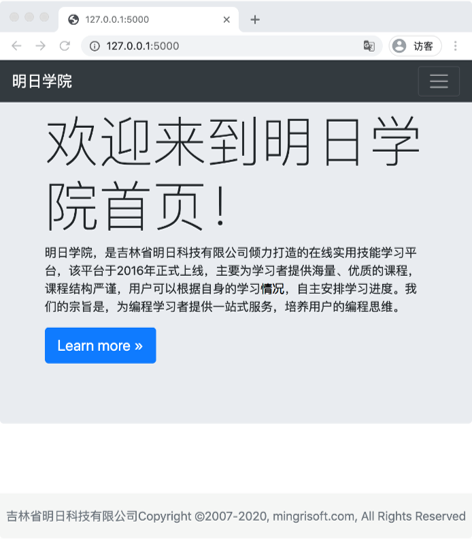 127.0.0.1:5000
127.0.0.1:5000
访客
明日学院
欢迎来到明日学
院首页！
明日学院，是吉林省明日科技有限公司倾力打造的在线实用技能学习平
台，该平台于2016年正式上线，主要为学习者提供海量、优质的课程，
课程结构严谨，用户可以根据自身的学习情况，自主安排学习进度。我
们的宗旨是，为编程学习者提供一站式服务，培养用户的编程思维。
Learn more »
吉林省明日科技有限公司Copyright ©2007-2020, mingrisoft.com, All Rights Reserved